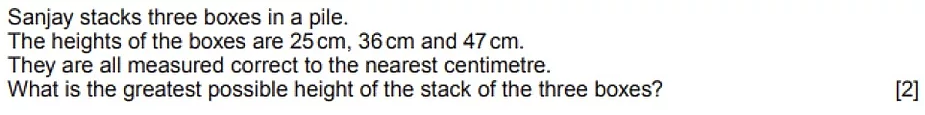 Sanjay stacks three boxes in a pile.
The heights of the boxes are 25 cm, 36 cm and 47 cm.
They are all measured correct to the nearest centimetre.
What is the greatest possible height of the stack of the three boxes? [2]